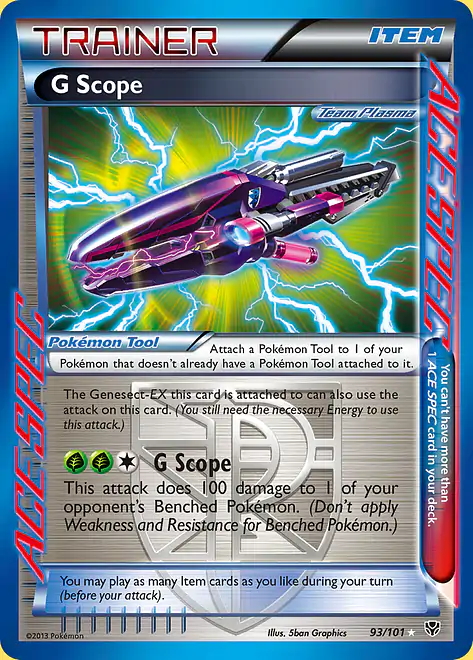 TRAINER
ITEM
G Scope
Team Plasma
ACE SPEC
Pokémon Tool
Attach a Pokémon Tool to 1 of your
Pokémon that doesn't already have a Pokémon Tool attached to it.
You can't have more than
1 ACE SPEC card in your deck.
ACE SPEC
The Genesect-EX this card is attached to can also use the
attack on this card. (You still need the necessary Energy to use
this attack.)
G Scope
This attack does 100 damage to 1 of your
opponent's Benched Pokémon. (Don't apply
Weakness and Resistance for Benched Pokémon.)
You may play as many Item cards as you like during your turn
(before your attack).
©2013 Pokémon
Illus. 5ban Graphics
93/101